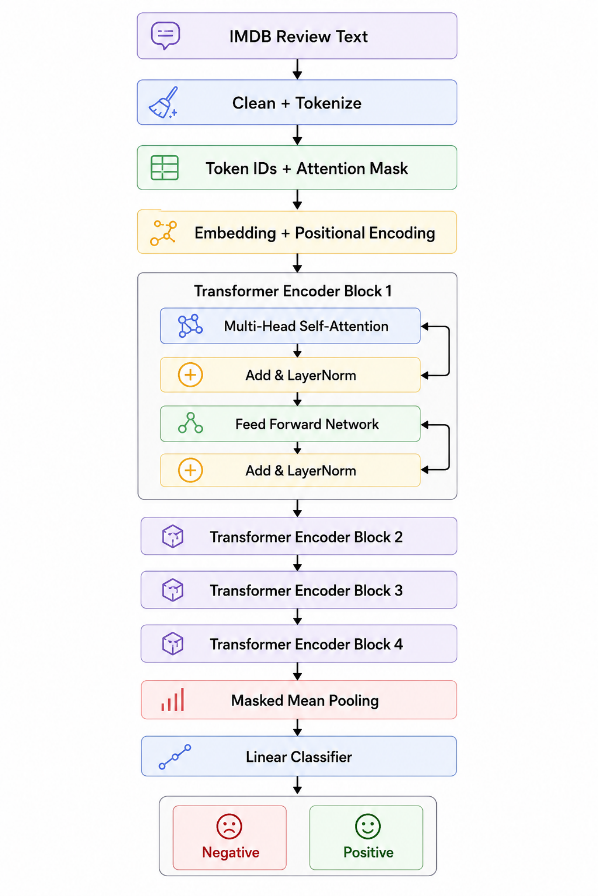 IMDB Review Text
Clean + Tokenize
Token IDs + Attention Mask
Embedding + Positional Encoding
Transformer Encoder Block 1
Multi-Head Self-Attention
Add & LayerNorm
Feed Forward Network
Add & LayerNorm
Transformer Encoder Block 2
Transformer Encoder Block 3
Transformer Encoder Block 4
Masked Mean Pooling
Linear Classifier
Negative
Positive